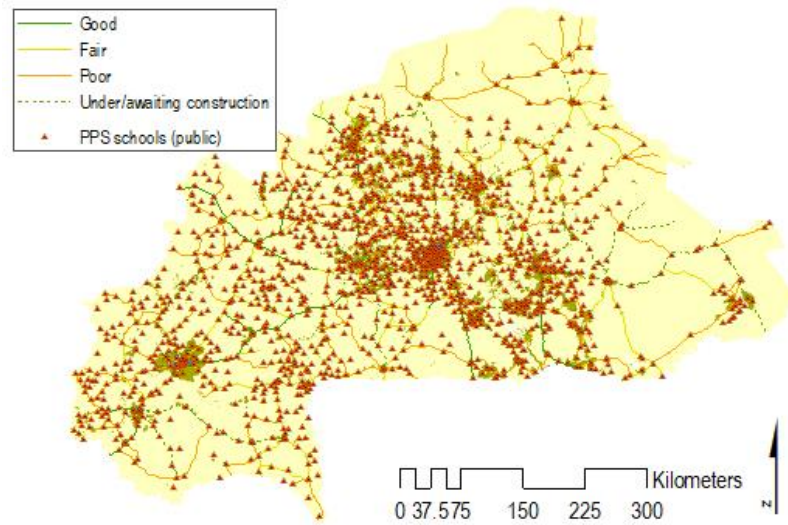 Good
Fair
Poor
Under/awaiting construction
PPS schools (public)
Kilometers
0 37.575 150 225 300
N